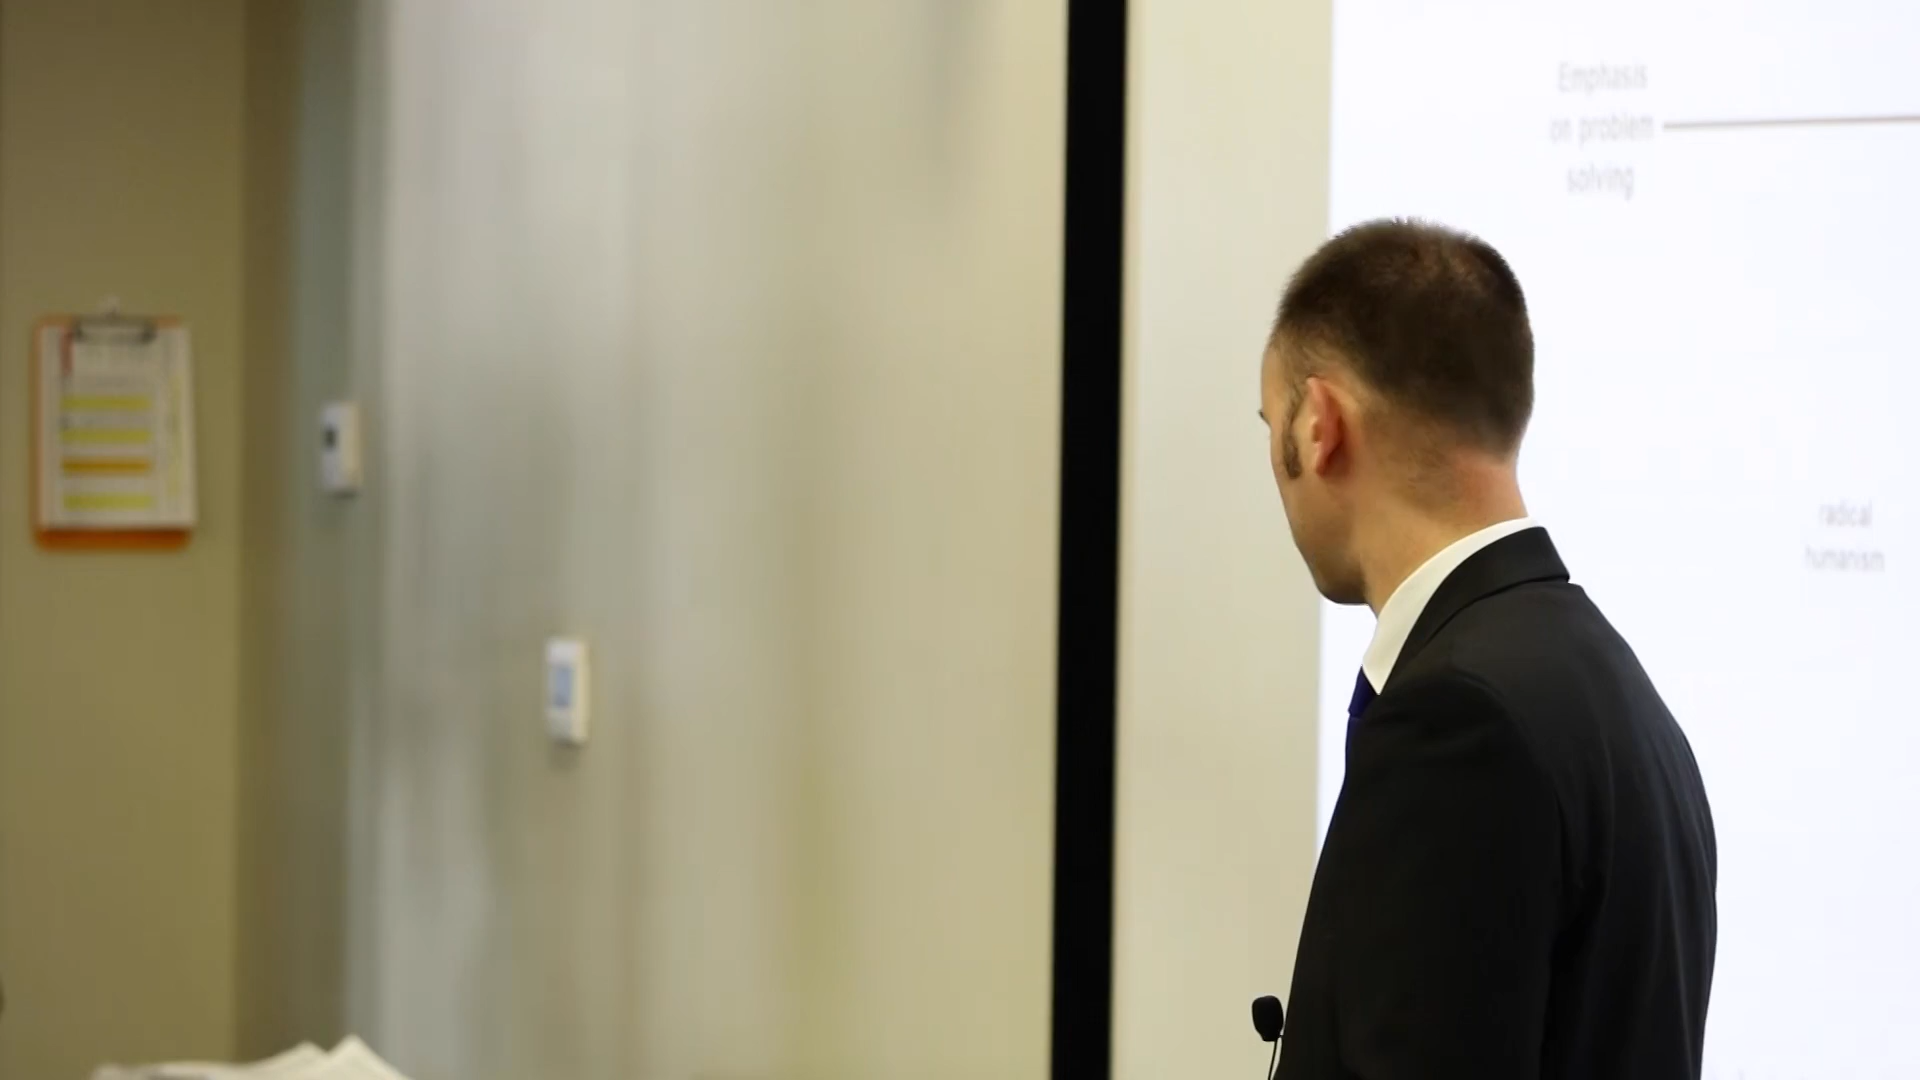 Emphasis
on problem
solving
radical
humanism